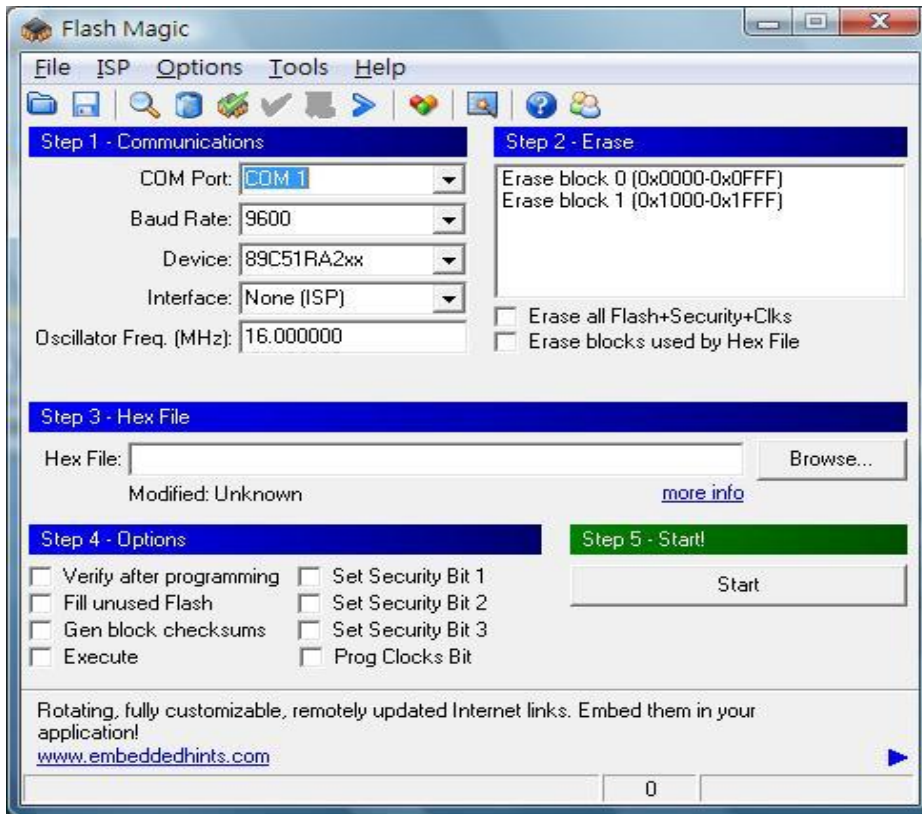 Flash Magic
File ISP Options Tools Help
Step 1 - Communications
COM Port: COM 1
Baud Rate: 9600
Device: 89C51RA2xx
Interface: None (ISP)
Oscillator Freq. (MHz): 16.000000
Step 2 - Erase
Erase block 0 (0x0000-0x0FFF)
Erase block 1 (0x1000-0x1FFF)
Erase all Flash+Security+Clks
Erase blocks used by Hex File
Step 3 - Hex File
Hex File:
Browse...
Modified: Unknown
more info
Step 4 - Options
Verify after programming
Fill unused Flash
Gen block checksums
Execute
Set Security Bit 1
Set Security Bit 2
Set Security Bit 3
Prog Clocks Bit
Step 5 - Start!
Start
Rotating, fully customizable, remotely updated Internet links. Embed them in your
application!
www.embeddedhints.com
0